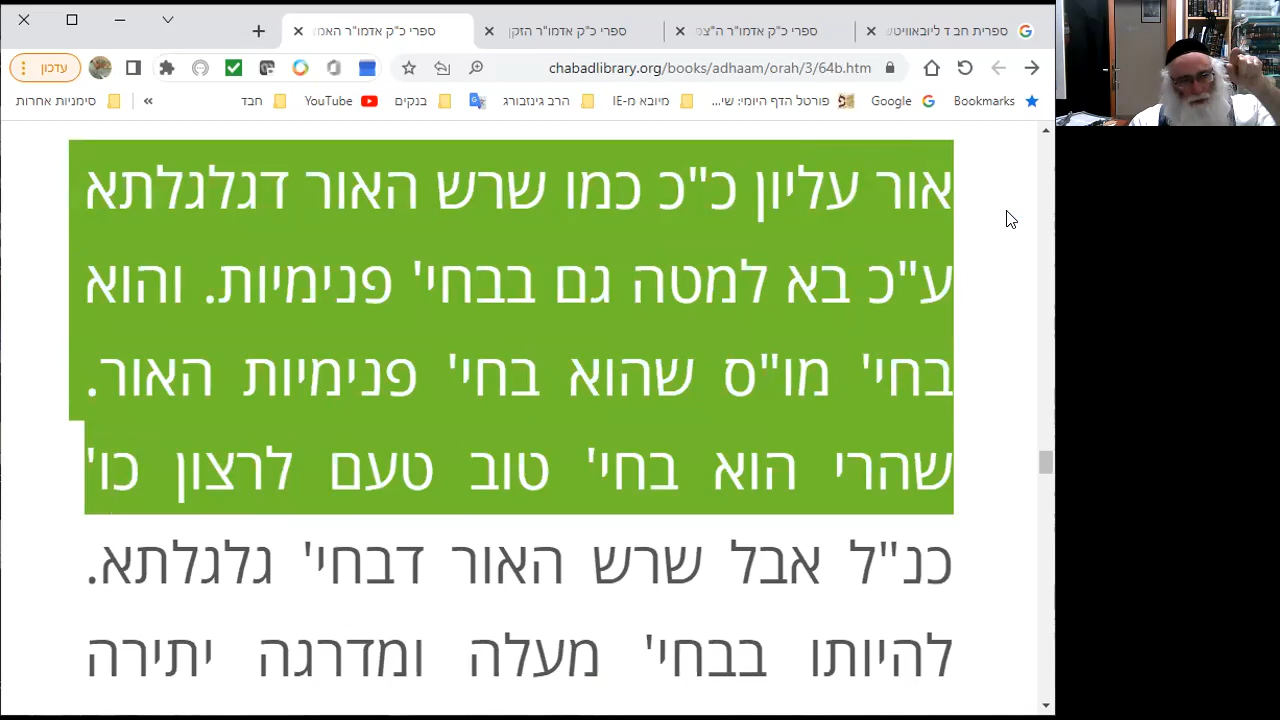 ספרי כ"ק אדמו"ר האמ
ספרי כ"ק אדמו"ר הזקן
ספרי כ"ק אדמו"ר ה"צמ
ספרית חב ד ליובאוויטש
עדכון
chabadlibrary.org/books/adhaam/orah/3/64b.htm
Bookmarks
Google
פורטל הדף היומי: שי...
מיובא מ-IE
הרב גינזבורג
בנקים
YouTube
חבד
סימניות אחרות
אור עליון כ"כ כמו שרש האור דגלגלתא
ע"כ בא למטה גם בבחי' פנימיות. והוא
בחי' מו"ס שהוא בחי' פנימיות האור.
שהרי הוא בחי' טוב טעם לרצון כו'
כנ"ל אבל שרש האור דבחי' גלגלתא.
להיותו בבחי' מעלה ומדרגה יתירה